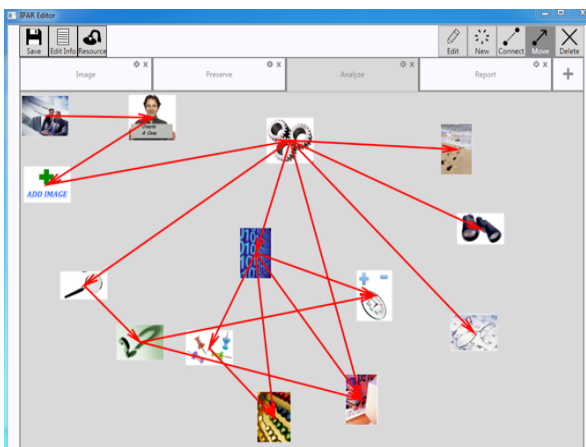 IPAR Editor
Save
Edit Info
Resource
Edit
New
Connect
Move
Delete
Image
Preserve
Analyze
Report
Create
A Case
ADD IMAGE